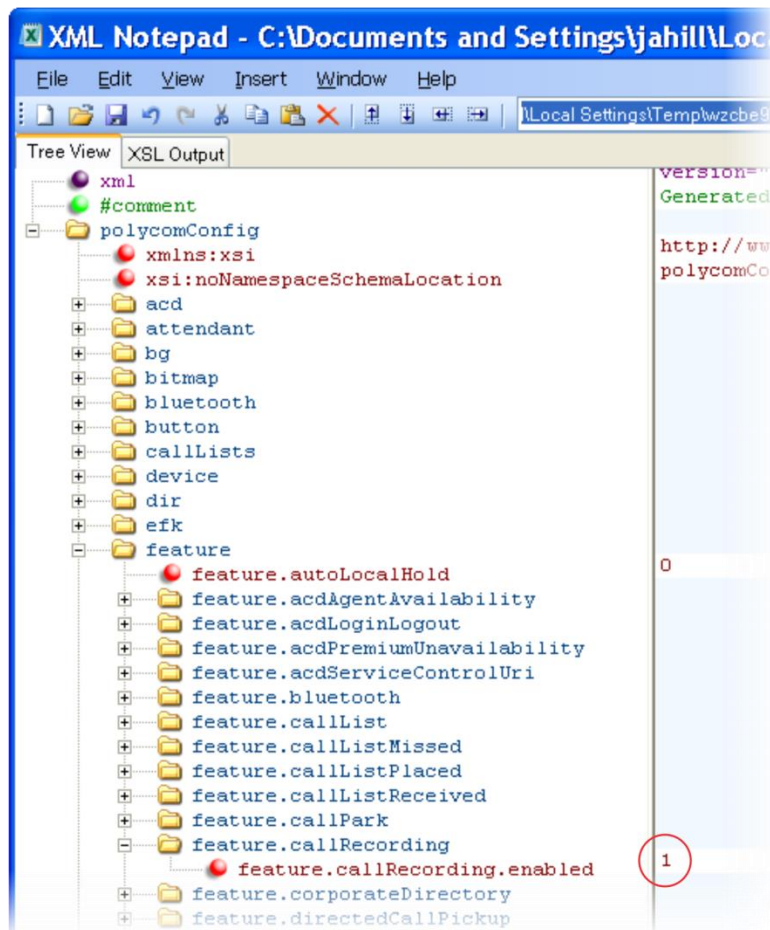 XML Notepad - C:\Documents and Settings\jahill\Loc
File Edit View Insert Window Help
\Local Settings\Temp\wzcbe9
Tree View XSL Output
xml version="
#comment Generated
polycomConfig
xmlns:xsi http://ww
xsi:noNamespaceSchemaLocation polycomCo
acd
attendant
bg
bitmap
bluetooth
button
callLists
device
dir
efk
feature
feature.autoLocalHold 0
feature.acdAgentAvailability
feature.acdLoginLogout
feature.acdPremiumUnavailability
feature.acdServiceControlUri
feature.bluetooth
feature.callList
feature.callListMissed
feature.callListPlaced
feature.callListReceived
feature.callPark
feature.callRecording
feature.callRecording.enabled 1
feature.corporateDirectory
feature.directedCallPickup